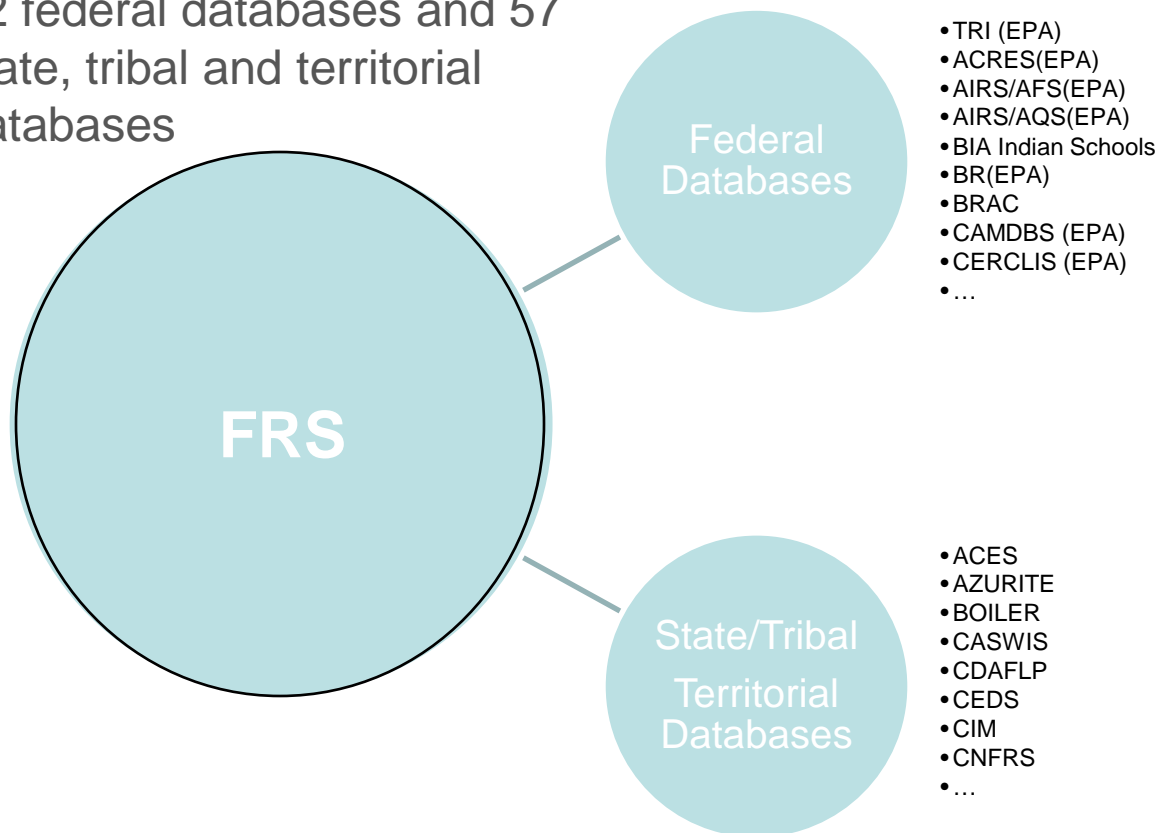 2 federal databases and 57
ate, tribal and territorial
atabases
FRS
Federal
Databases
•TRI (EPA)
•ACRES(EPA)
•AIRS/AFS(EPA)
•AIRS/AQS(EPA)
•BIA Indian Schools
•BR(EPA)
•BRAC
•CAMDBS (EPA)
•CERCLIS (EPA)
•…
State/Tribal
Territorial
Databases
•ACES
•AZURITE
•BOILER
•CASWIS
•CDAFLP
•CEDS
•CIM
•CNFRS
•…